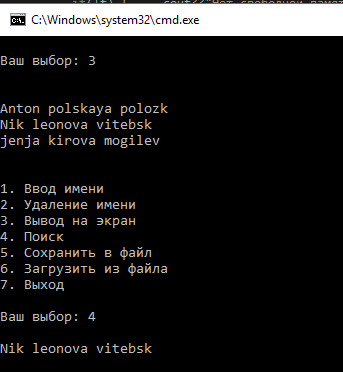 C:\Windows\system32\cmd.exe
Ваш выбор: 3
Anton polskaya polozk
Nik leonova vitebsk
jenja kirova mogilev
1. Ввод имени
2. Удаление имени
3. Вывод на экран
4. Поиск
5. Сохранить в файл
6. Загрузить из файла
7. Выход
Ваш выбор: 4
Nik leonova vitebsk